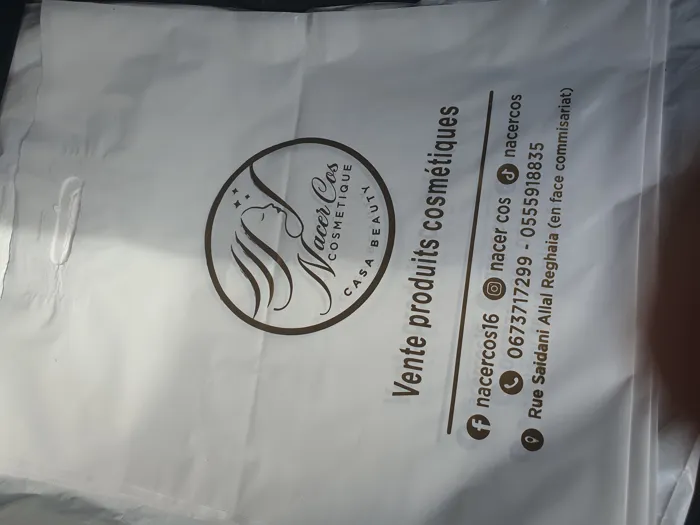 Nacer Cos
COSMETIQUE
CASA BEAUTY
Vente produits cosmétiques
nacercos16 nacer cos nacercos
0673717299 - 0555918835
Rue Saidani Allal Reghaia (en face commisariat)